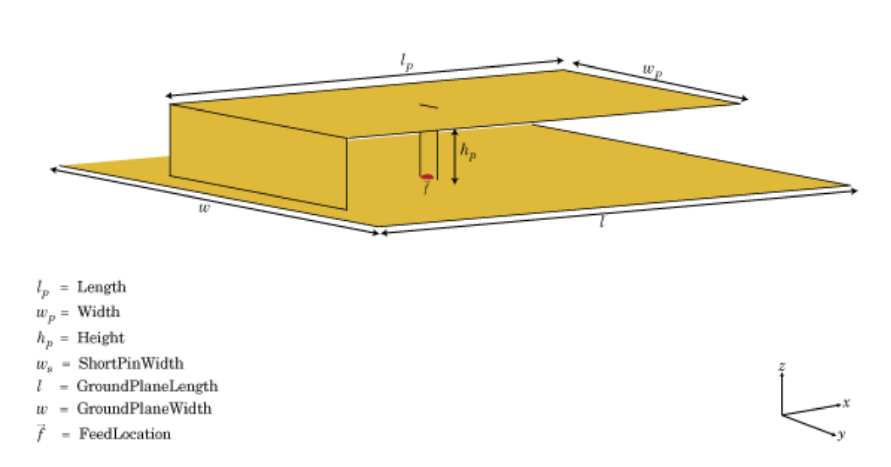 l_p
w_p
h_p
f
w
l
l_p = Length
w_p = Width
h_p = Height
w_s = ShortPinWidth
l = GroundPlaneLength
w = GroundPlaneWidth
f⃗ = FeedLocation
z
x
y